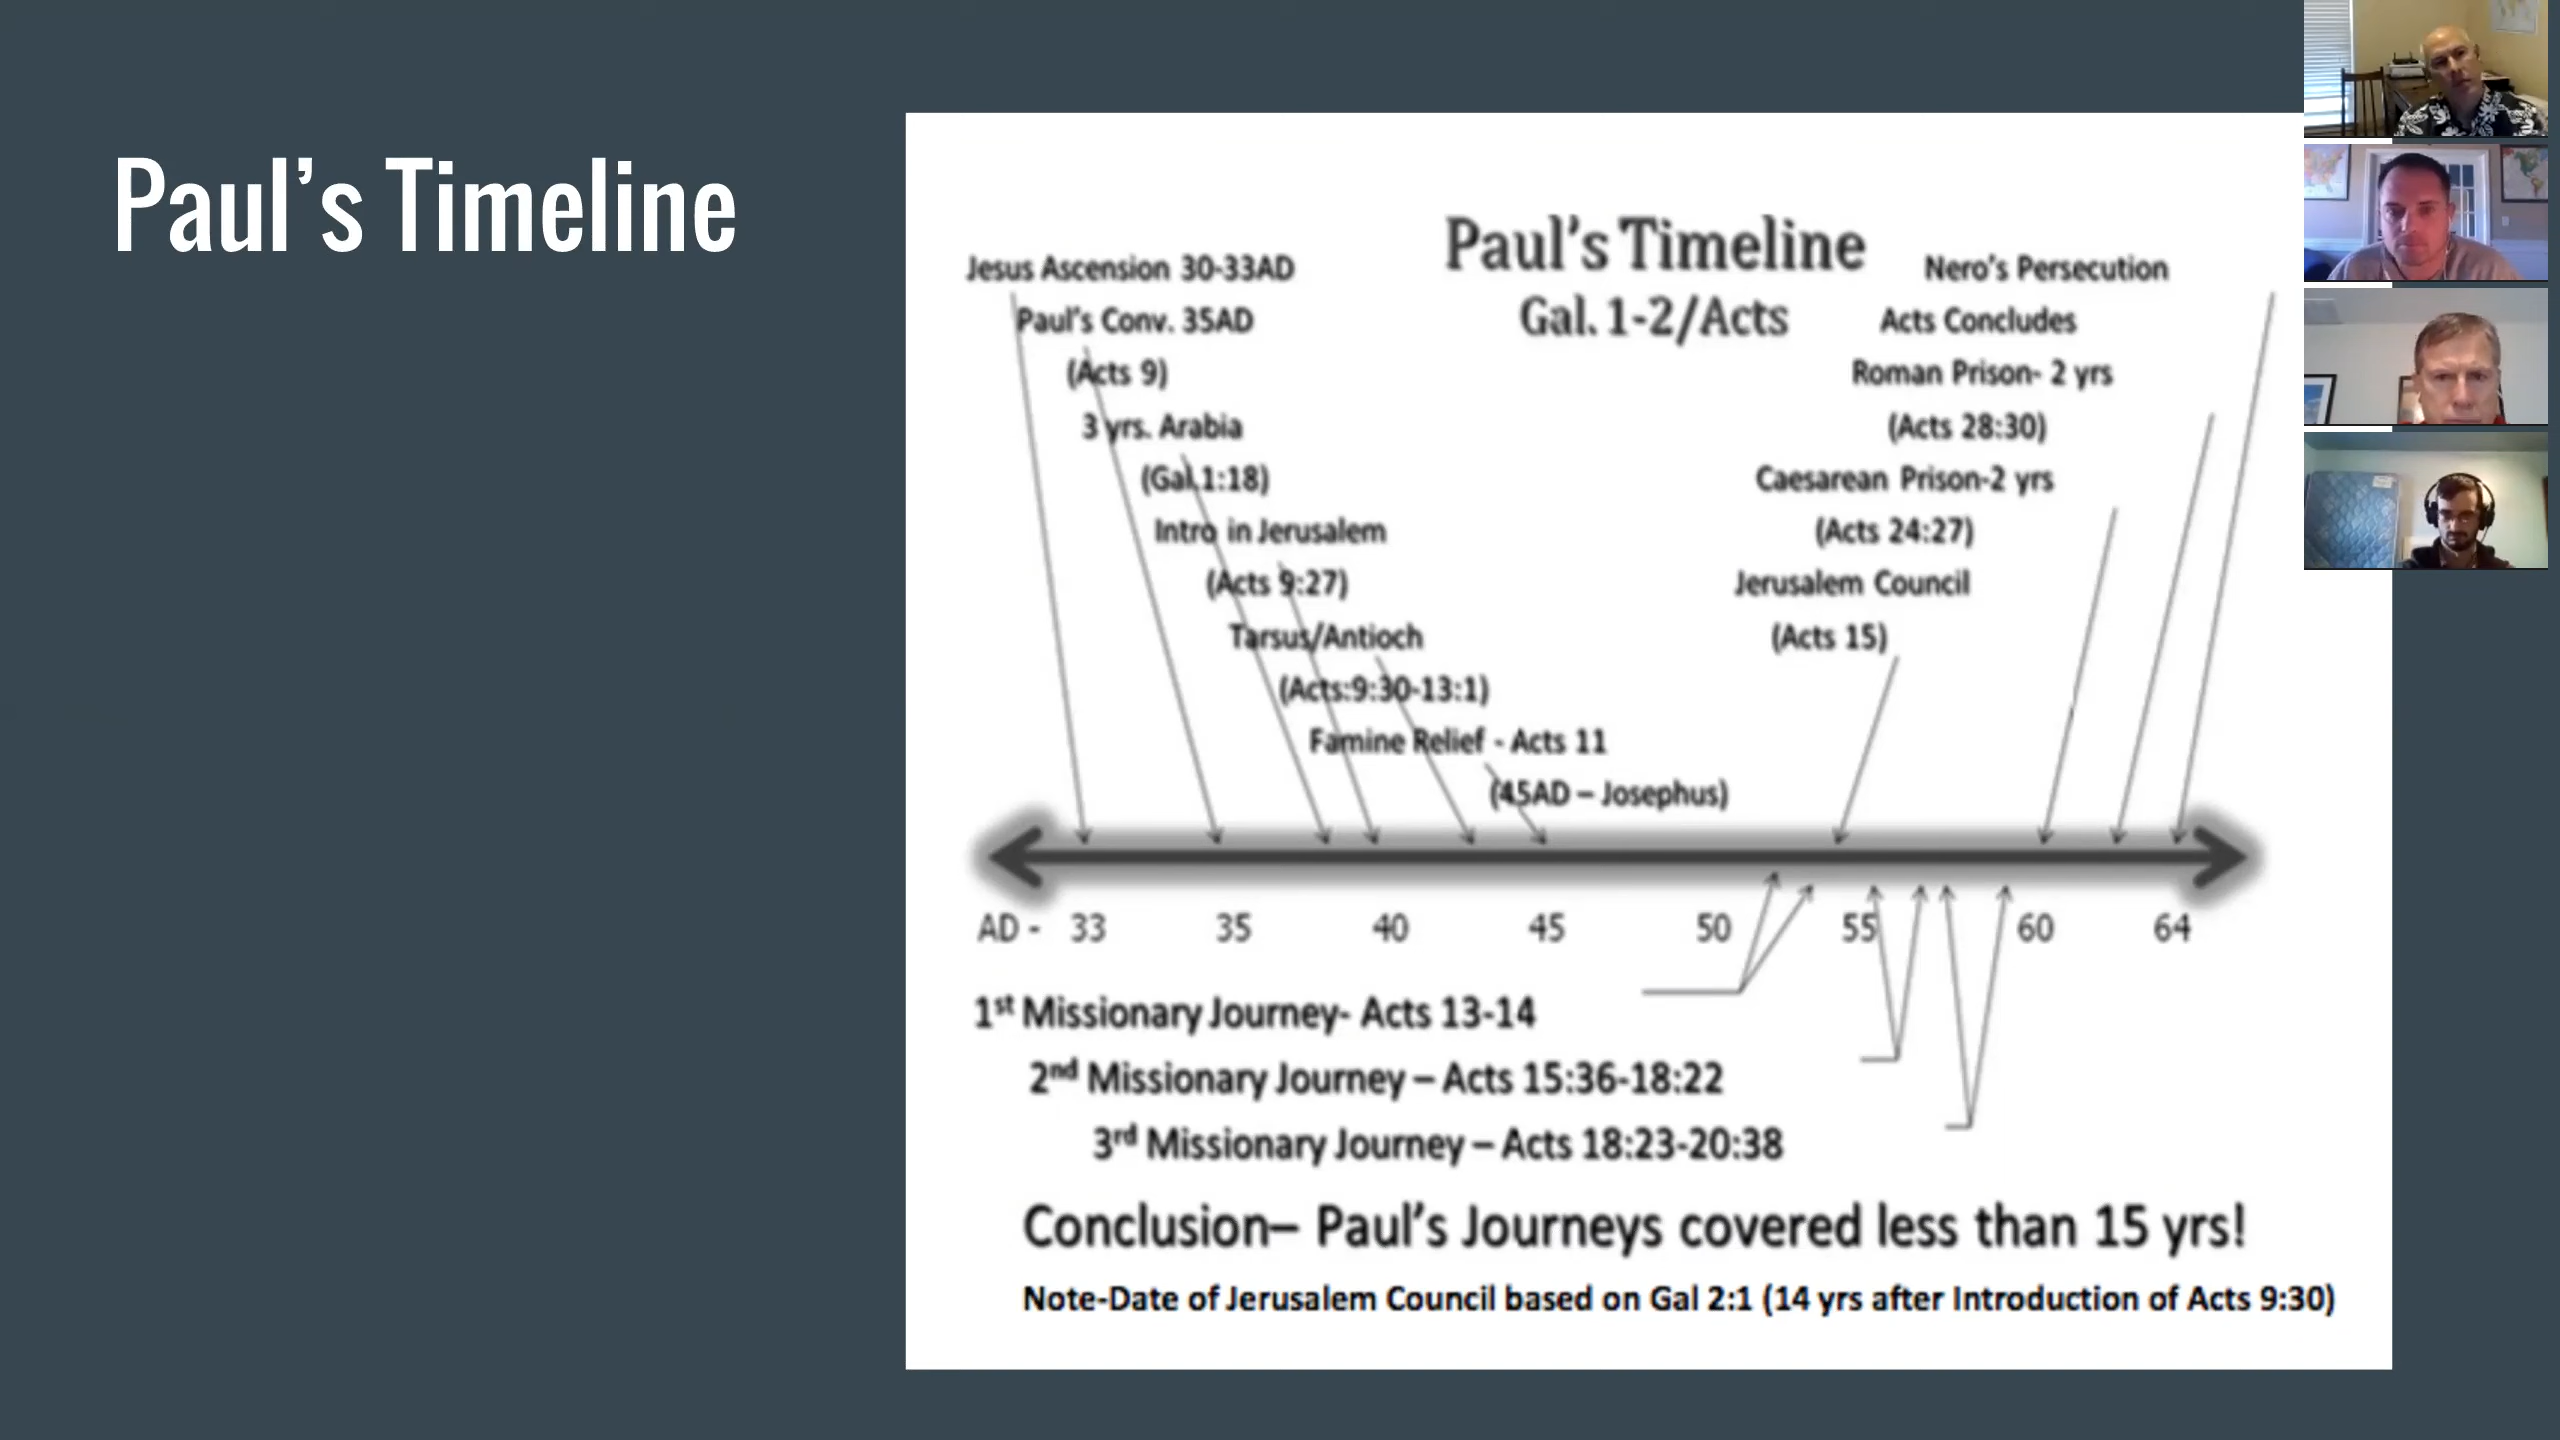 Paul's Timeline
Paul's Timeline
Gal. 1-2/Acts
Jesus Ascension 30-33AD
Paul's Conv. 35AD
(Acts 9)
3 yrs. Arabia
(Gal.1:18)
Intro in Jerusalem
(Acts 9:27)
Tarsus/Antioch
(Acts:9:30-13:1)
Famine Relief - Acts 11
(45AD – Josephus)
Nero's Persecution
Acts Concludes
Roman Prison- 2 yrs
(Acts 28:30)
Caesarean Prison-2 yrs
(Acts 24:27)
Jerusalem Council
(Acts 15)
AD - 33 35 40 45 50 55 60 64
1st Missionary Journey- Acts 13-14
2nd Missionary Journey – Acts 15:36-18:22
3rd Missionary Journey – Acts 18:23-20:38
Conclusion– Paul's Journeys covered less than 15 yrs!
Note-Date of Jerusalem Council based on Gal 2:1 (14 yrs after Introduction of Acts 9:30)